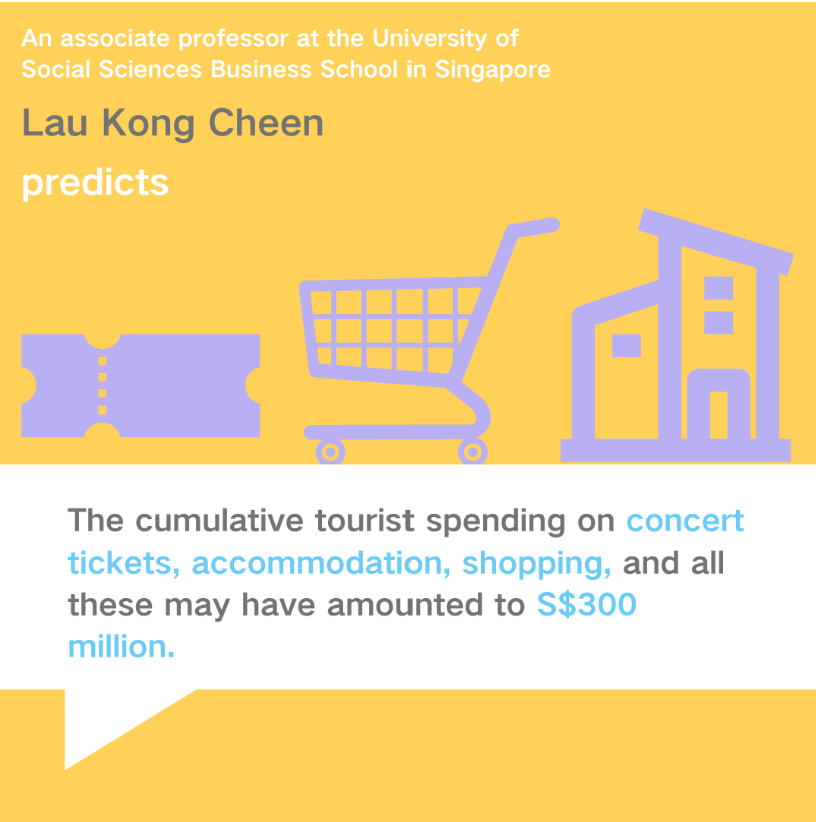 An associate professor at the University of
Social Sciences Business School in Singapore
Lau Kong Cheen
predicts
The cumulative tourist spending on concert
tickets, accommodation, shopping, and all
these may have amounted to S$300
million.